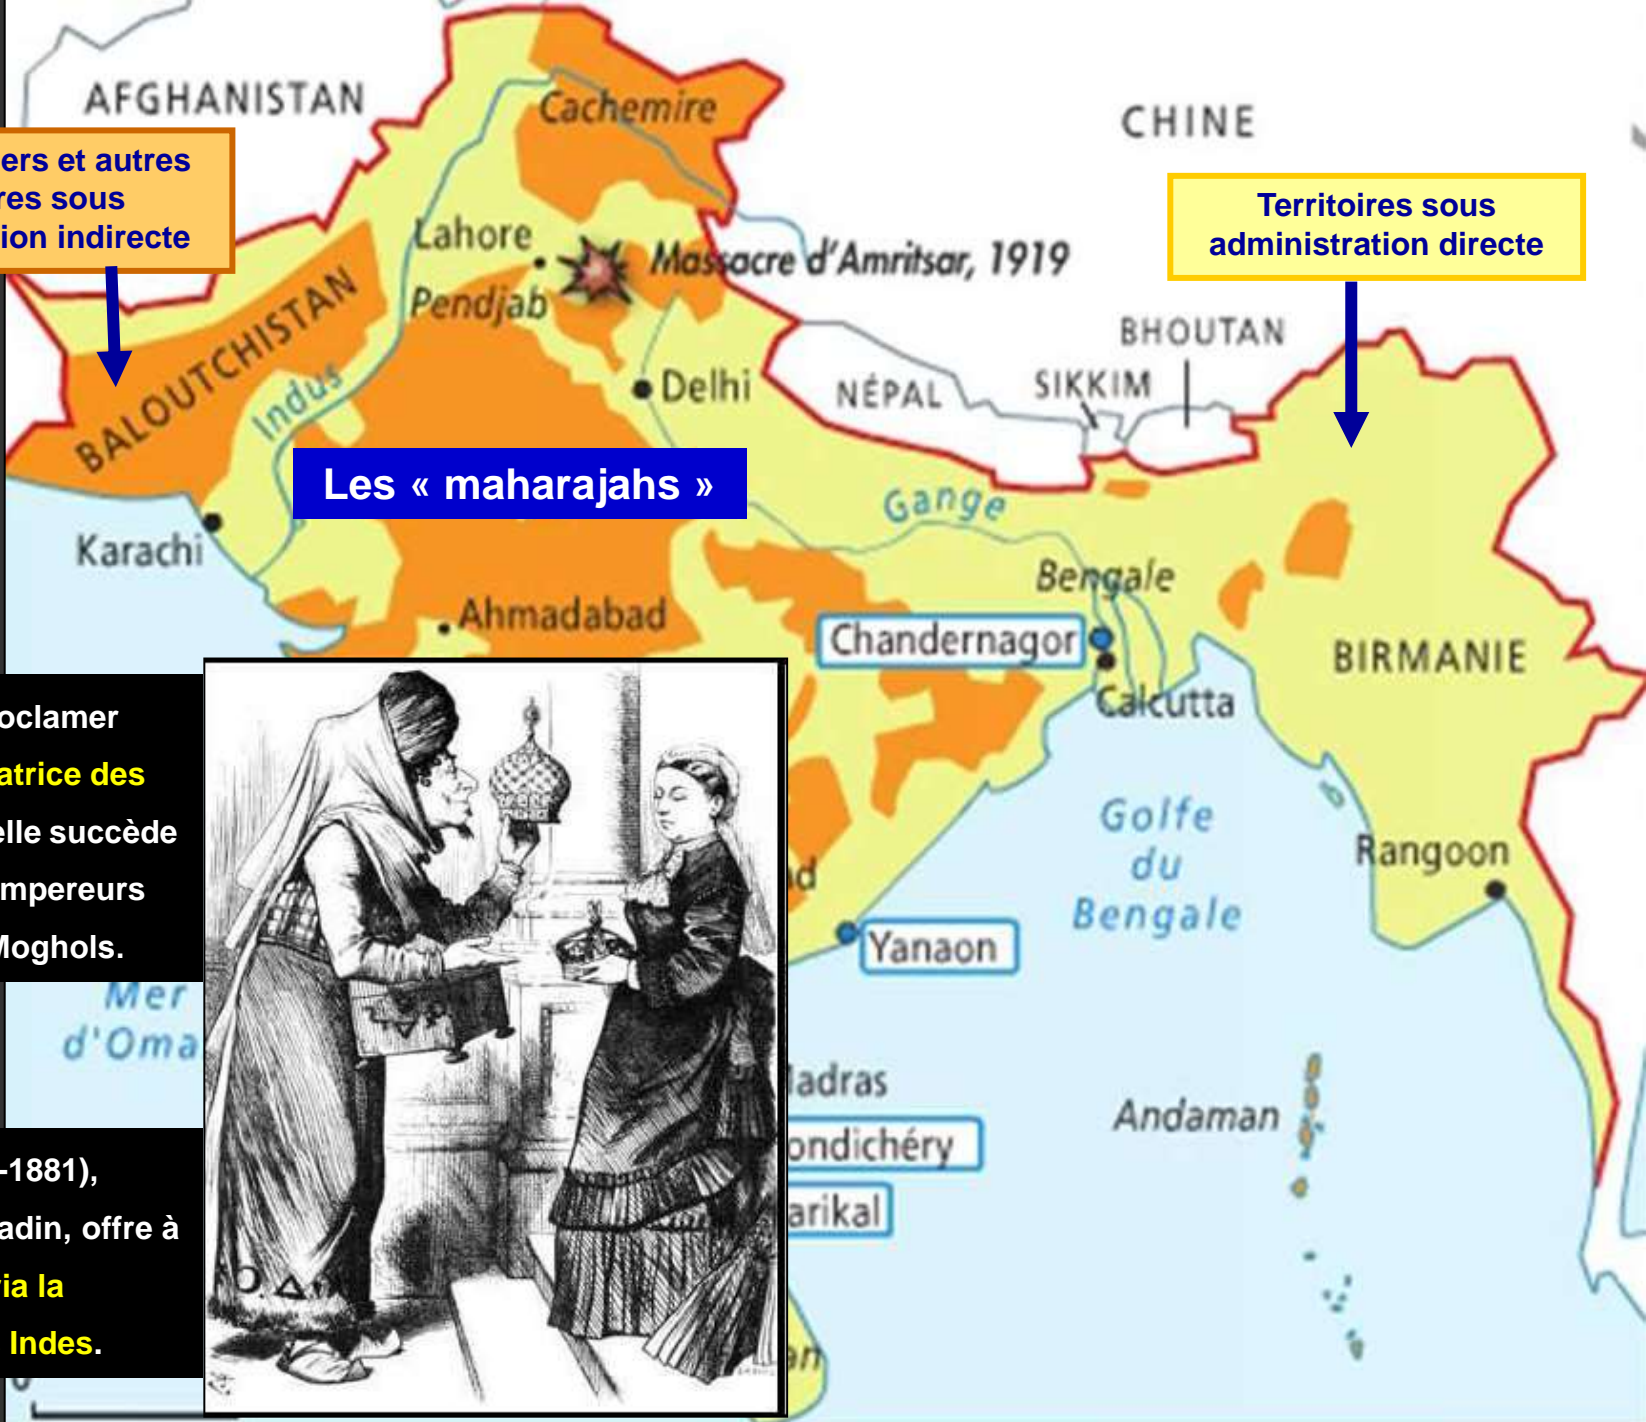 AFGHANISTAN
Cachemire
CHINE
ers et autres
res sous
ion indirecte
Territoires sous
administration directe
Lahore
Massacre d'Amritsar, 1919
Pendjab
BALOUTCHISTAN
Indus
BHOUTAN
SIKKIM
NÉPAL
Delhi
Les « maharajahs »
Gange
Karachi
Bengale
Ahmadabad
Chandernagor
BIRMANIE
Calcutta
oclamer
atrice des
elle succède
mpereurs
Moghols.
Golfe
du
Bengale
Rangoon
d
Yanaon
Mer
d'Oma
adras
Andaman
ondichéry
-1881),
adin, offre à
arikal
ria la
Indes.
an
0